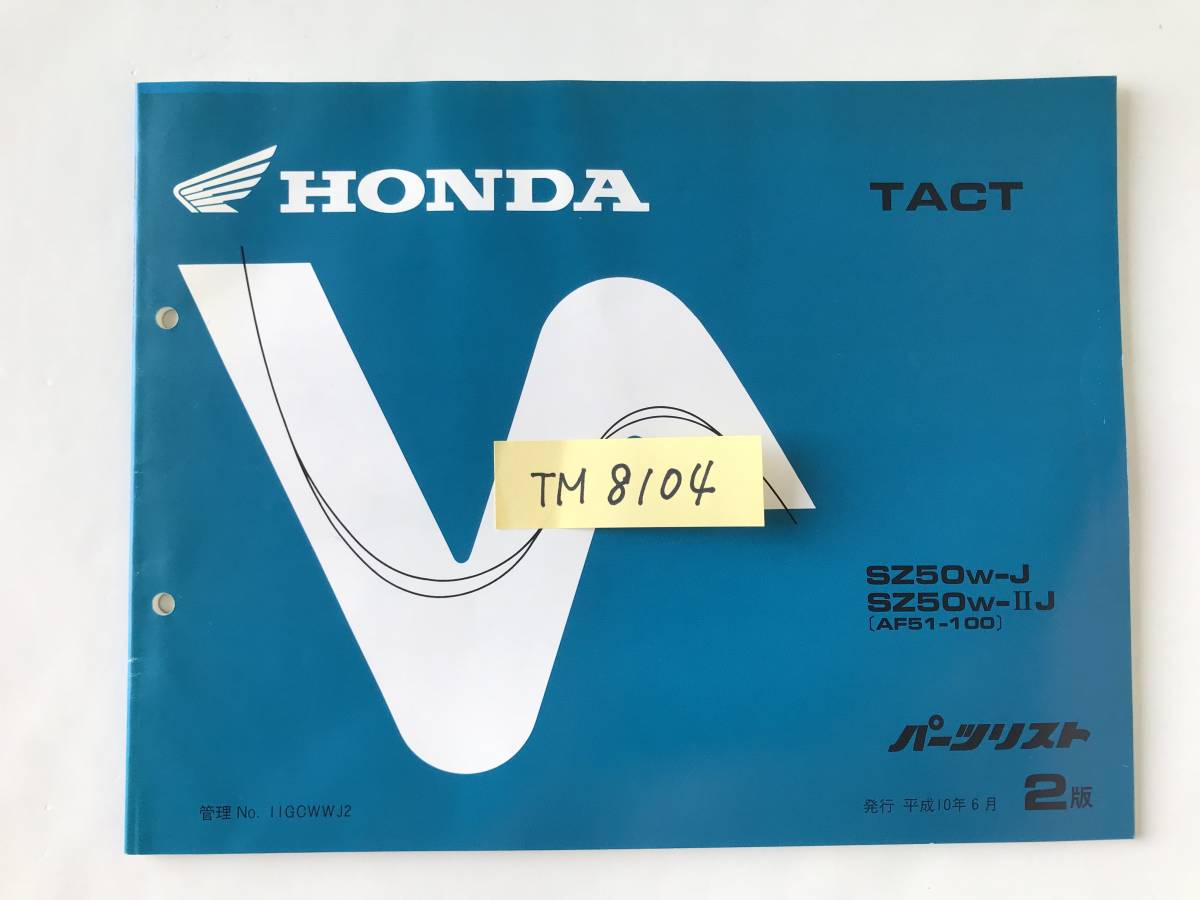 HONDA
TACT
TM 8104
SZ50W-J
SZ50W-ⅡJ
〔AF51-100〕
パーツリスト
管理 No. 11GCWWJ2
発行 平成10年6月 2版